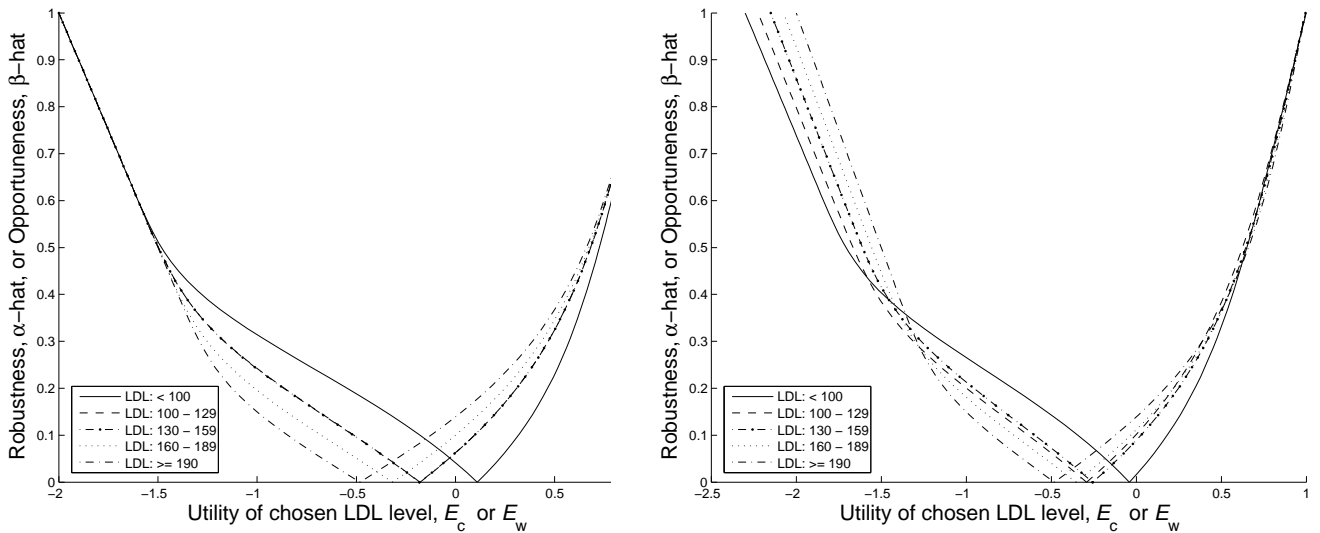 Robustness, α−hat, or Opportuneness, β−hat
1
0.9
0.8
0.7
0.6
0.5
0.4
0.3
0.2
0.1
0
LDL: < 100
LDL: 100 − 129
LDL: 130 − 159
LDL: 160 − 189
LDL: >= 190
−2 −1.5 −1 −0.5 0 0.5
Utility of chosen LDL level, E_c or E_w
Robustness, α−hat, or Opportuneness, β−hat
1
0.9
0.8
0.7
0.6
0.5
0.4
0.3
0.2
0.1
0
LDL: < 100
LDL: 100 − 129
LDL: 130 − 159
LDL: 160 − 189
LDL: >= 190
−2.5 −2 −1.5 −1 −0.5 0 0.5 1
Utility of chosen LDL level, E_c or E_w